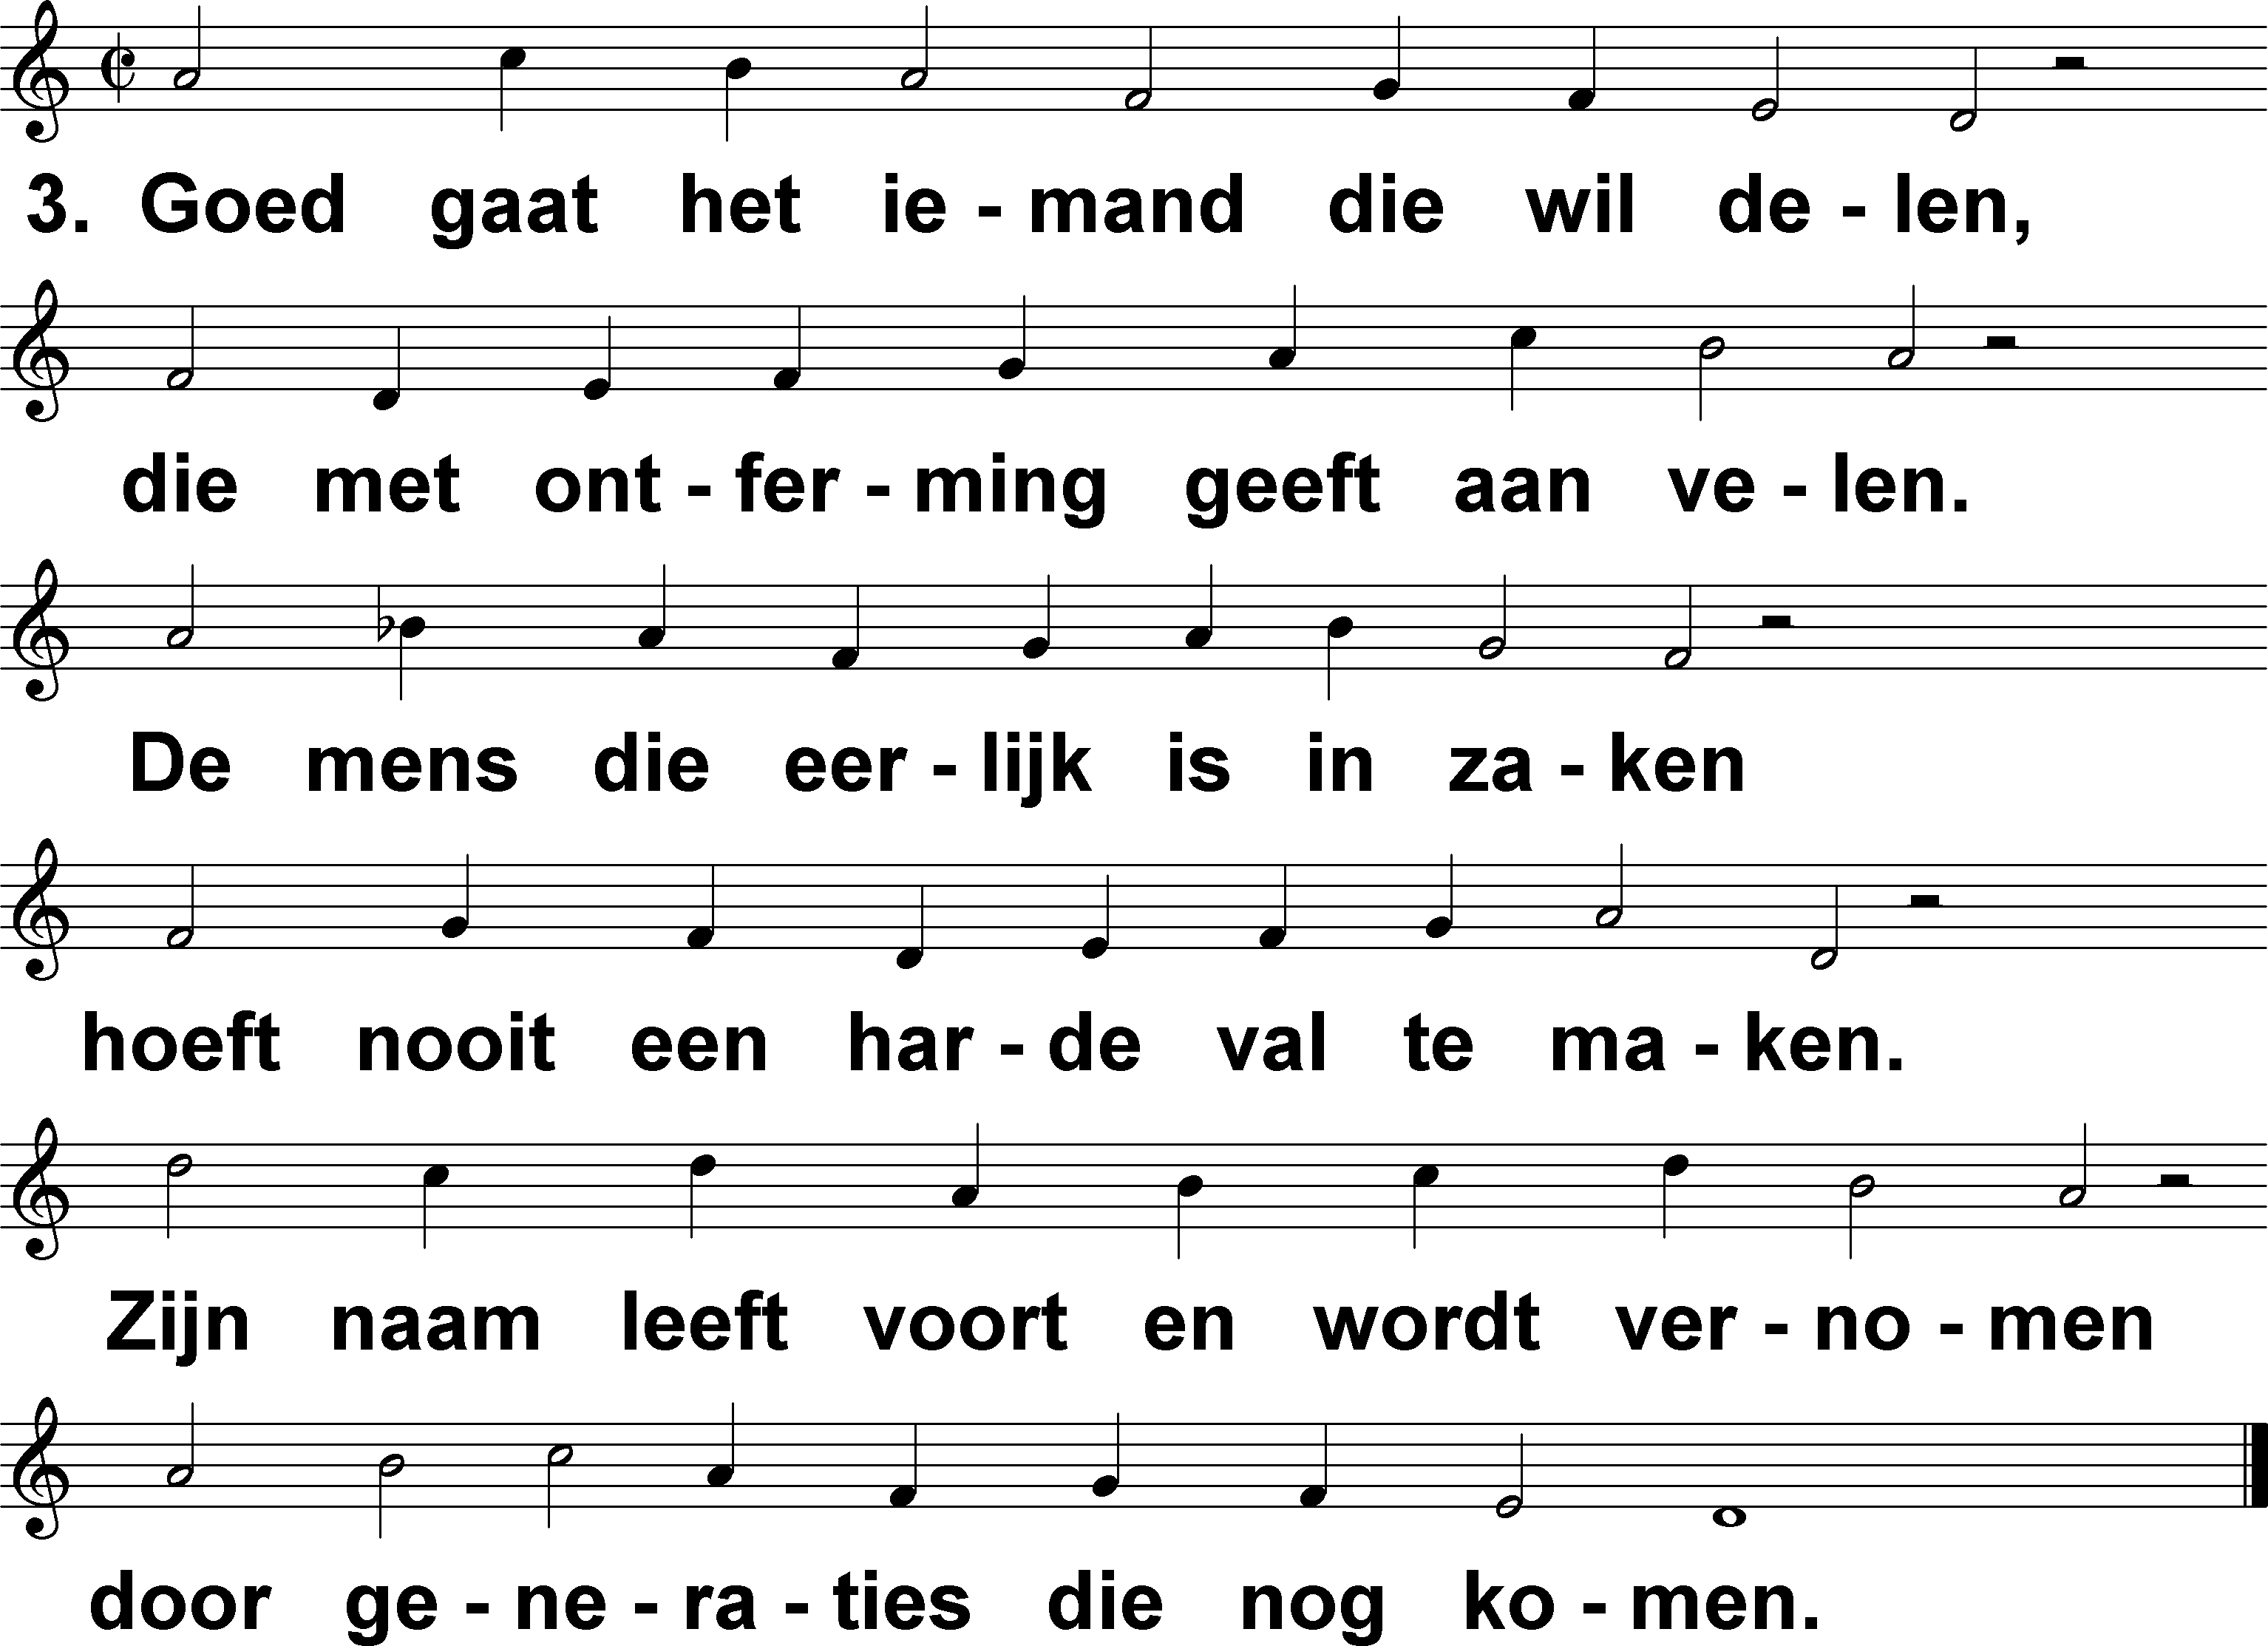 3. Goed gaat het ie - mand die wil de - len,
die met ont - fer - ming geeft aan ve - len.
De mens die eer - lijk is in za - ken
hoeft nooit een har - de val te ma - ken.
Zijn naam leeft voort en wordt ver - no - men
door ge - ne - ra - ties die nog ko - men.